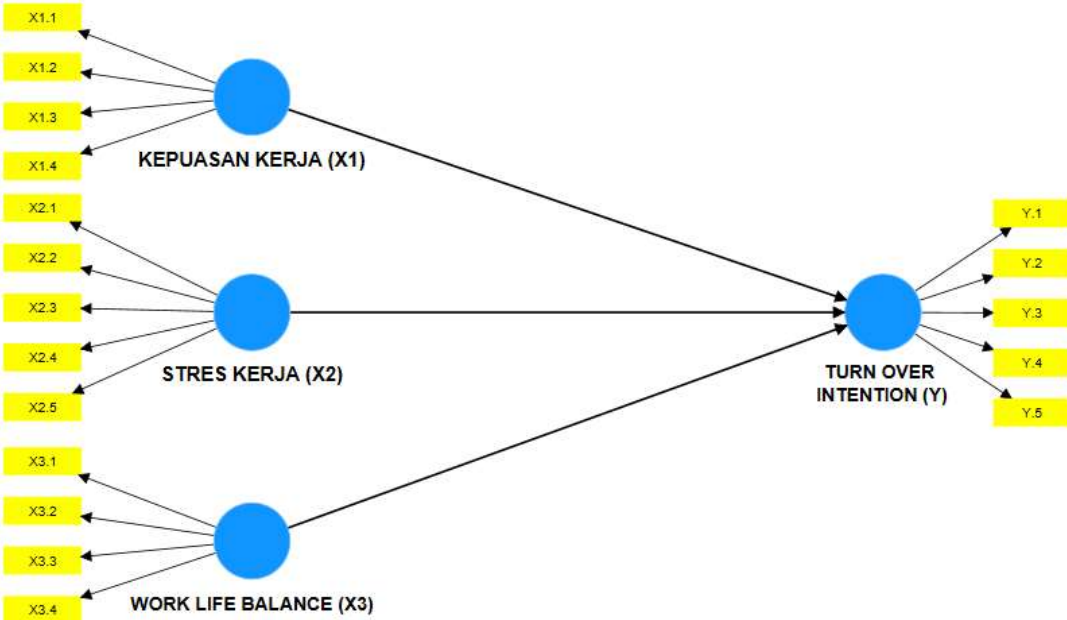 X1.1
X1.2
X1.3
X1.4
KEPUASAN KERJA (X1)
X2.1
X2.2
X2.3
X2.4
X2.5
STRES KERJA (X2)
X3.1
X3.2
X3.3
X3.4
WORK LIFE BALANCE (X3)
Y.1
Y.2
Y.3
Y.4
Y.5
TURN OVER
INTENTION (Y)